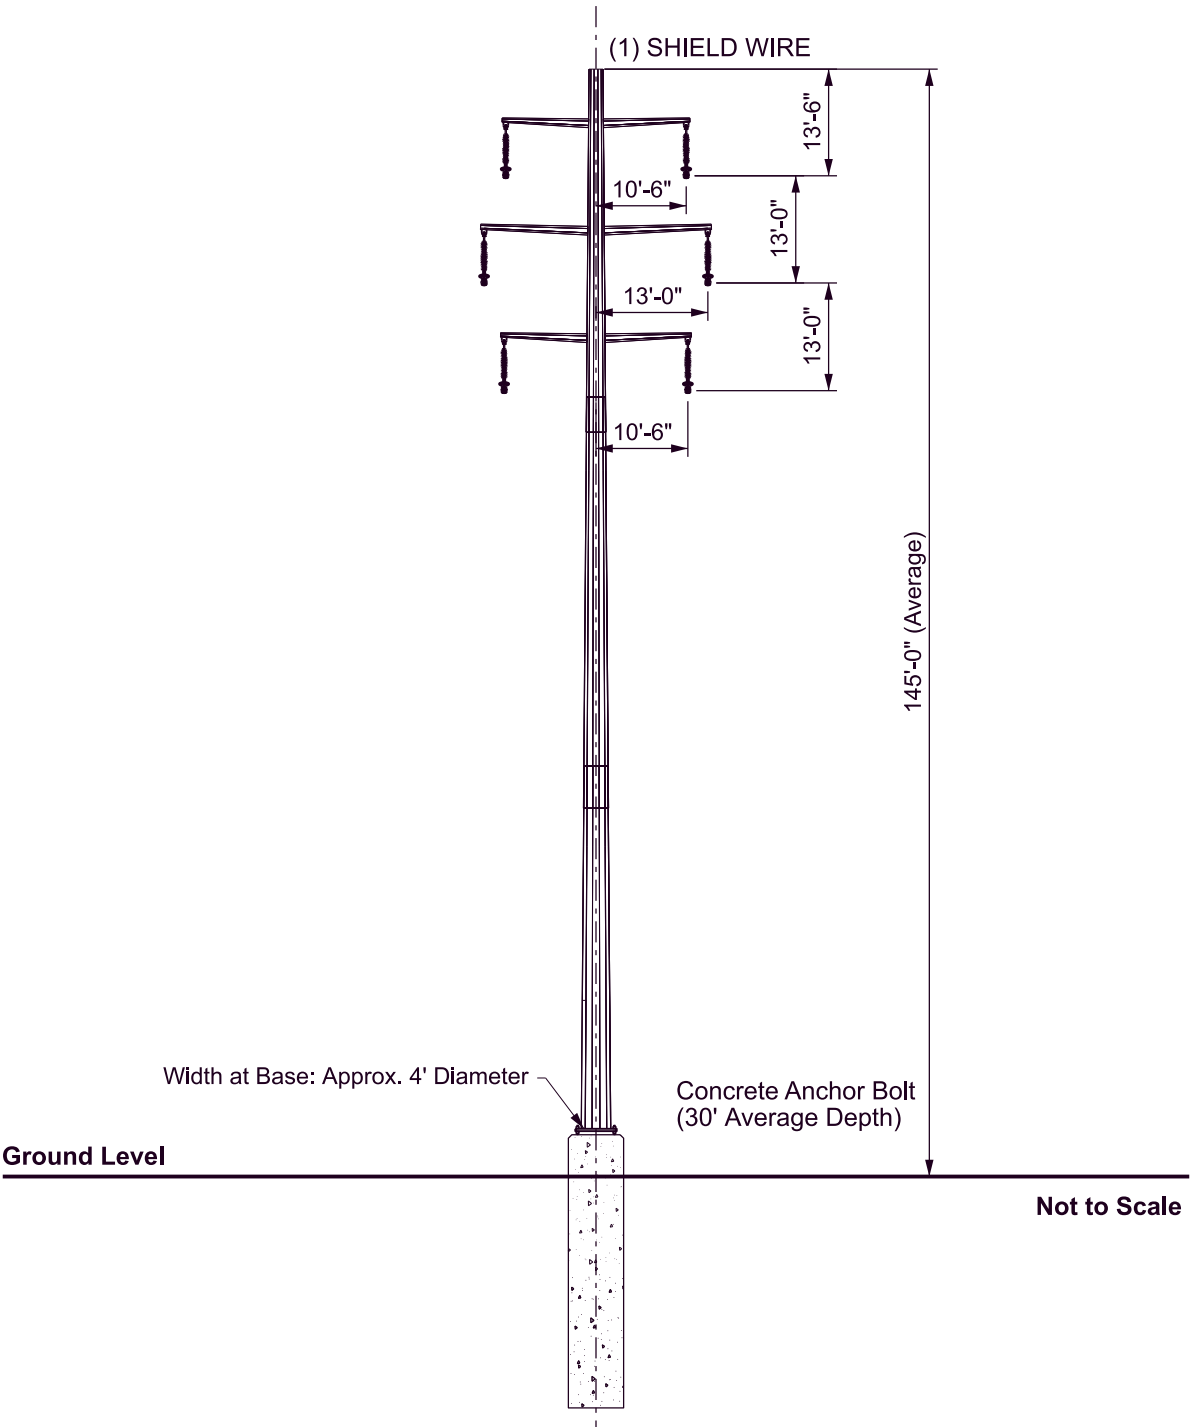 (1) SHIELD WIRE
13'-6"
10'-6"
13'-0"
13'-0"
13'-0"
10'-6"
145'-0" (Average)
Width at Base: Approx. 4' Diameter
Concrete Anchor Bolt
(30' Average Depth)
Ground Level
Not to Scale